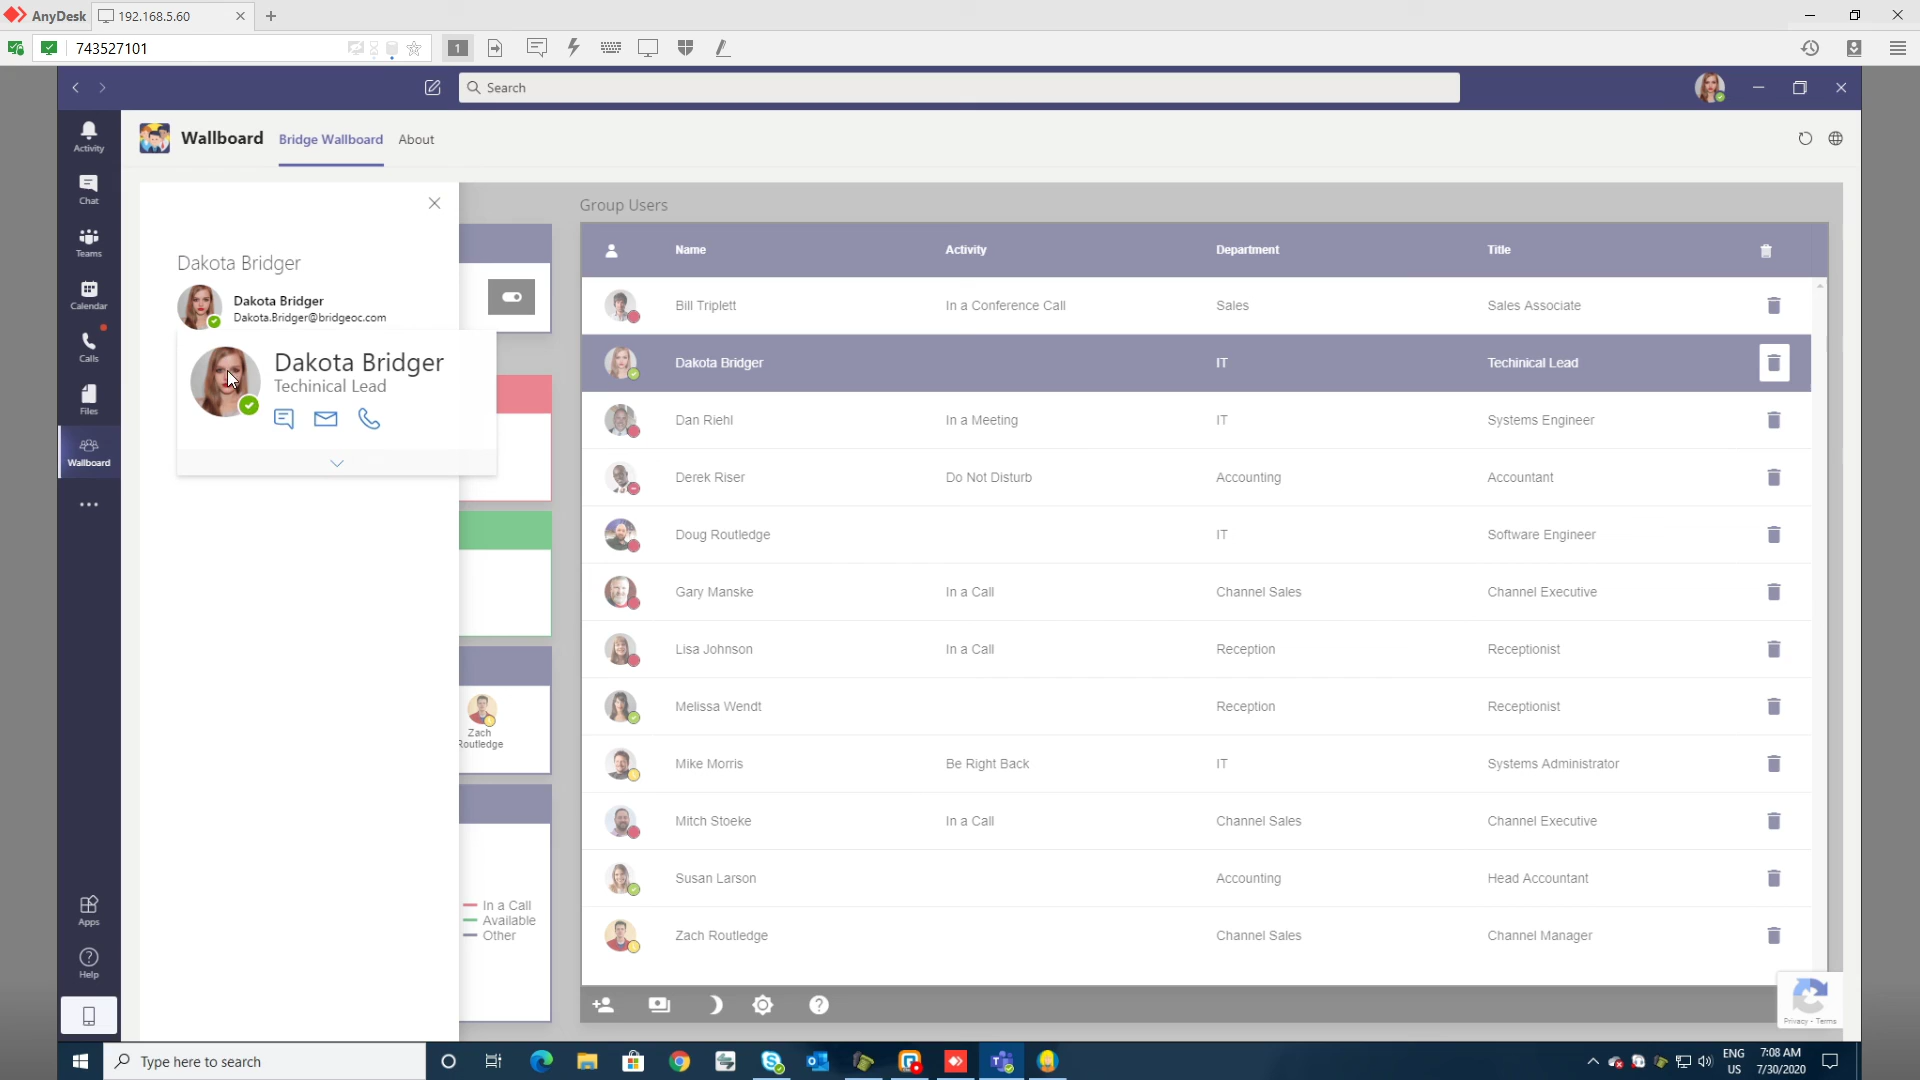 AnyDesk
192.168.5.60
743527101
1
Search
Activity
Chat
Teams
Calendar
Calls
Files
Wallboard
Apps
Help
Wallboard
Bridge Wallboard
About
Dakota Bridger
Dakota Bridger
Dakota.Bridger@bridgeoc.com
Dakota Bridger
Techinical Lead
Zach
Routledge
In a Call
Available
Other
Group Users
Name Activity Department Title
Bill Triplett In a Conference Call Sales Sales Associate
Dakota Bridger IT Techinical Lead
Dan Riehl In a Meeting IT Systems Engineer
Derek Riser Do Not Disturb Accounting Accountant
Doug Routledge IT Software Engineer
Gary Manske In a Call Channel Sales Channel Executive
Lisa Johnson In a Call Reception Receptionist
Melissa Wendt Reception Receptionist
Mike Morris Be Right Back IT Systems Administrator
Mitch Stoeke In a Call Channel Sales Channel Executive
Susan Larson Accounting Head Accountant
Zach Routledge Channel Sales Channel Manager
Privacy - Terms
Type here to search
ENG
US
7:08 AM
7/30/2020